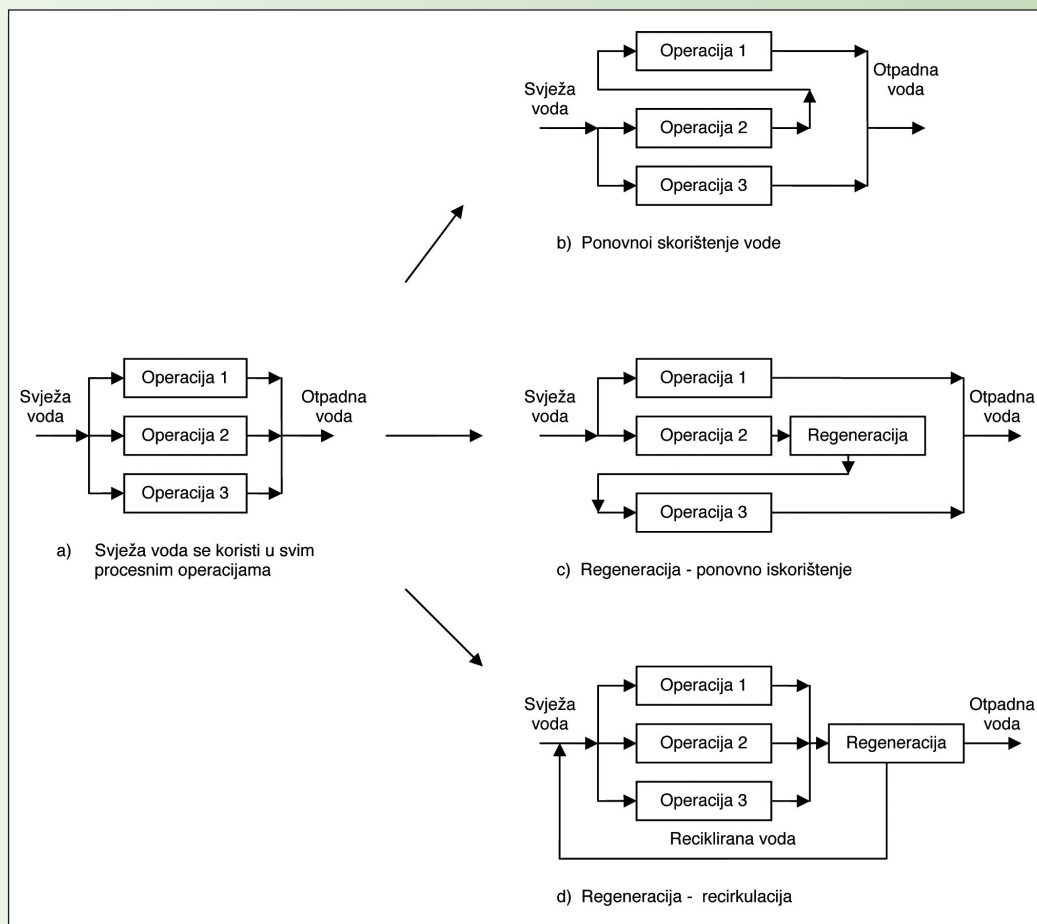 Operacija 1
Svježa
voda
Otpadna
voda
Operacija 2
Operacija 3
b) Ponovnoi skorištenje vode
Operacija 1
Svježa
voda
Otpadna
voda
Operacija 2
Operacija 3
a) Svježa voda se koristi u svim
procesnim operacijama
Operacija 1
Svježa
voda
Otpadna
voda
Operacija 2
Regeneracija
Operacija 3
c) Regeneracija - ponovno iskorištenje
Operacija 1
Svježa
voda
Otpadna
voda
Operacija 2
Regeneracija
Operacija 3
Reciklirana voda
d) Regeneracija - recirkulacija